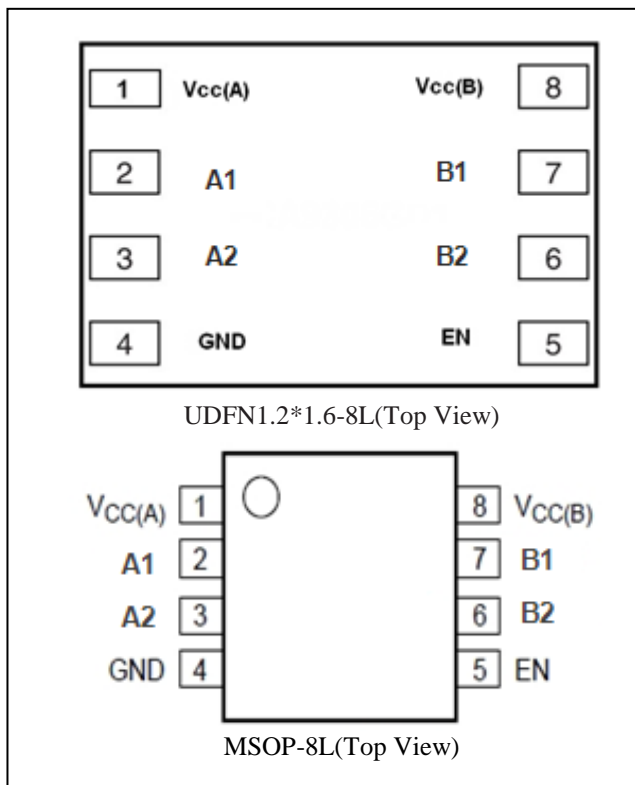 1 Vcc(A) Vcc(B) 8
2 A1 B1 7
3 A2 B2 6
4 GND EN 5
UDFN1.2*1.6-8L(Top View)
VCC(A) 1 8 VCC(B)
A1 2 7 B1
A2 3 6 B2
GND 4 5 EN
MSOP-8L(Top View)